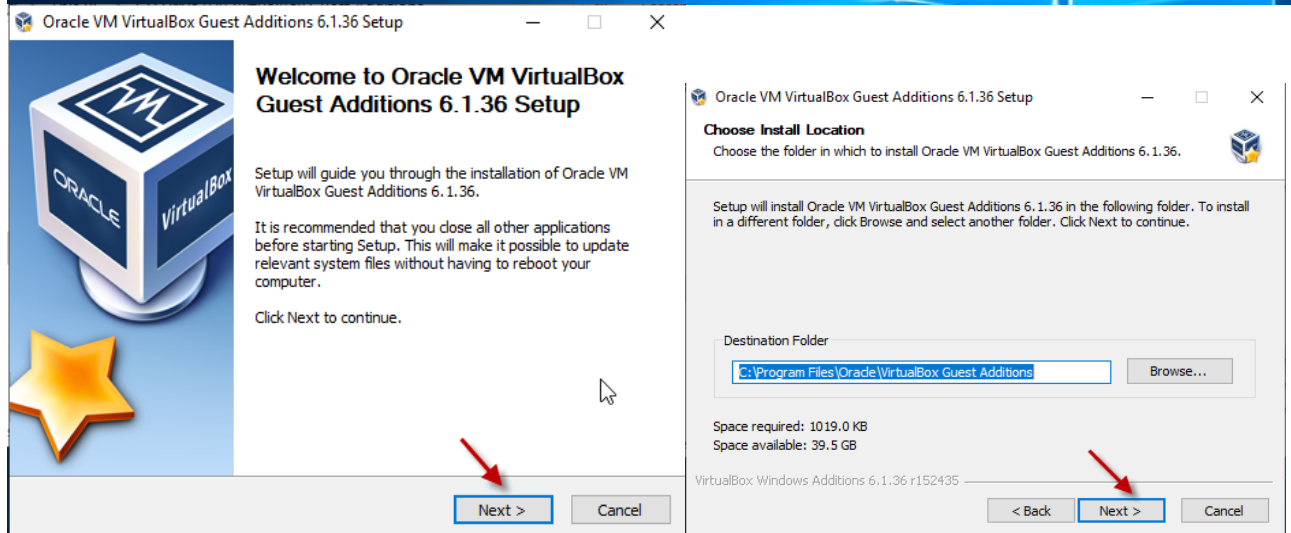 Oracle VM VirtualBox Guest Additions 6.1.36 Setup
ORACLE
VirtualBox
Welcome to Oracle VM VirtualBox
Guest Additions 6.1.36 Setup
Setup will guide you through the installation of Oracle VM
VirtualBox Guest Additions 6.1.36.
It is recommended that you close all other applications
before starting Setup. This will make it possible to update
relevant system files without having to reboot your
computer.
Click Next to continue.
Next >
Cancel
Oracle VM VirtualBox Guest Additions 6.1.36 Setup
Choose Install Location
Choose the folder in which to install Oracle VM VirtualBox Guest Additions 6.1.36.
Setup will install Oracle VM VirtualBox Guest Additions 6.1.36 in the following folder. To install
in a different folder, click Browse and select another folder. Click Next to continue.
Destination Folder
C:\Program Files\Oracle\VirtualBox Guest Additions
Browse...
Space required: 1019.0 KB
Space available: 39.5 GB
VirtualBox Windows Additions 6.1.36 r152435
< Back
Next >
Cancel